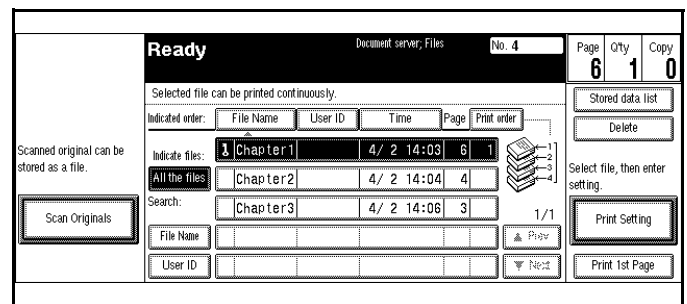 Ready
Document server; Files
No. 4
Page Q'ty Copy
6 1 0
Selected file can be printed continuously.
Indicated order: File Name User ID Time Page Print order
Indicate files:
All the files
Chapter1 4/ 2 14:03 6 1
Chapter2 4/ 2 14:04 4
Chapter3 4/ 2 14:06 3
1
2
3
4
Search:
File Name
User ID
1/1
▲ Prev
▼ Next
Scanned original can be
stored as a file.
Scan Originals
Stored data list
Delete
Select file, then enter
setting.
Print Setting
Print 1st Page